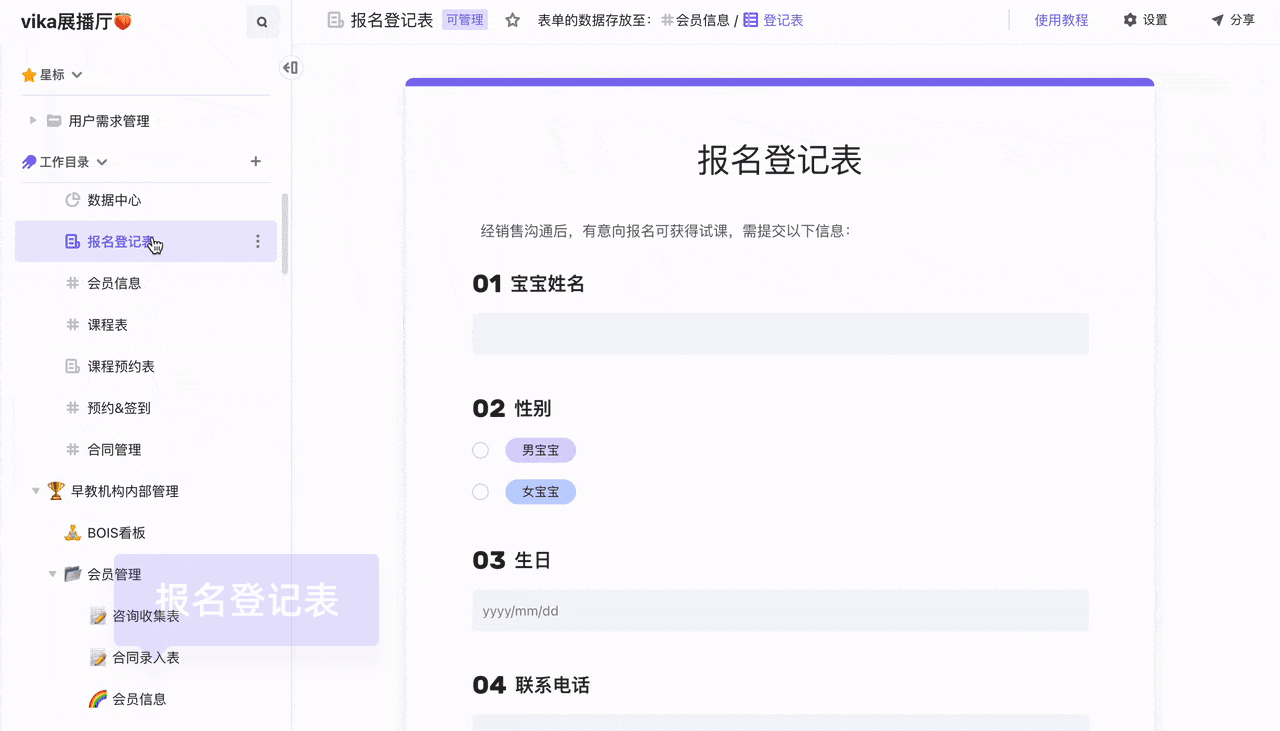 vika展播厅🍑
星标
用户需求管理
工作目录
数据中心
报名登记表
会员信息
课程表
课程预约表
预约&签到
合同管理
早教机构内部管理
BOIS看板
会员管理
咨询收集表
合同录入表
会员信息
报名登记表
报名登记表 可管理 表单的数据存放至: 会员信息 / 登记表 使用教程 设置 分享
报名登记表
经销售沟通后，有意向报名可获得试课，需提交以下信息：
01 宝宝姓名
02 性别
男宝宝
女宝宝
03 生日
yyyy/mm/dd
04 联系电话